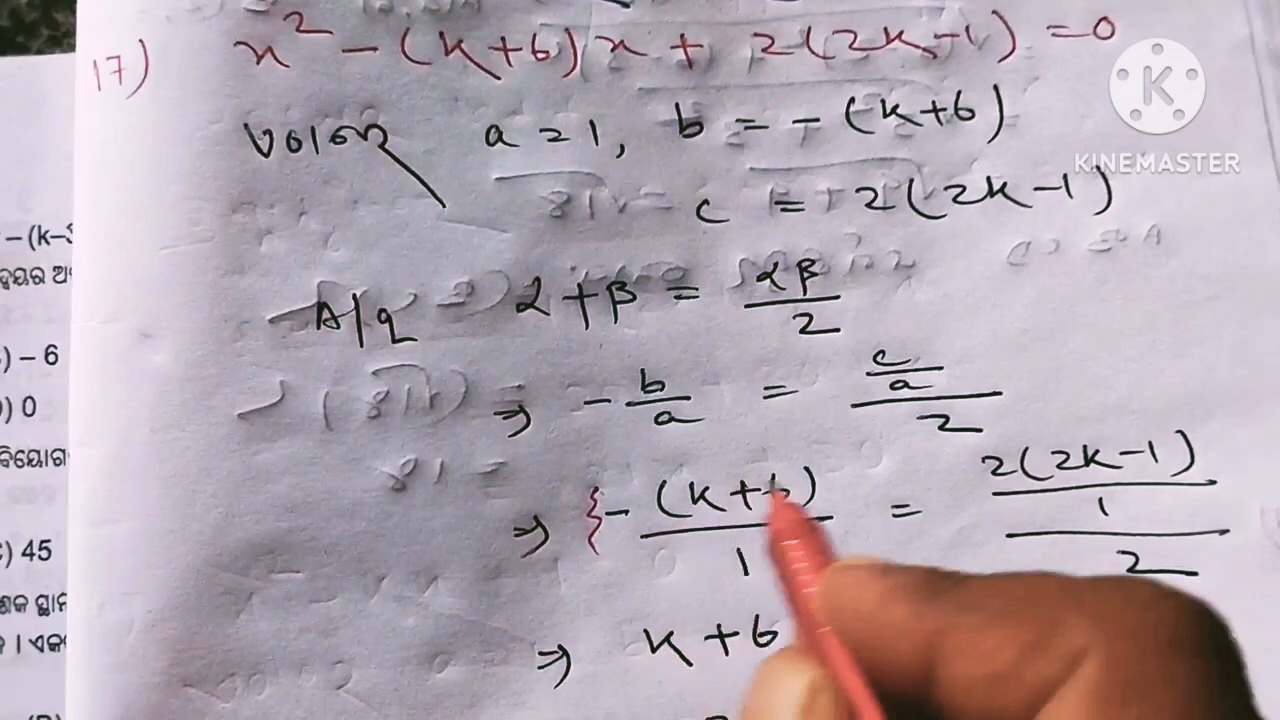 17) x² − (k+6)x + 2(2k−1) = 0
a = 1, b = − (k+6)
c = 2(2k−1)
A/q α + β = αβ/2
⇒ − b/a = c/a/2
⇒ {− (k+6)/1 = 2(2k−1)/1/2
⇒ k + 6
− (k–
ଦ୍ୱୟର
) – 6
) 0
ବିୟୋଗ
) 45
KINEMASTER